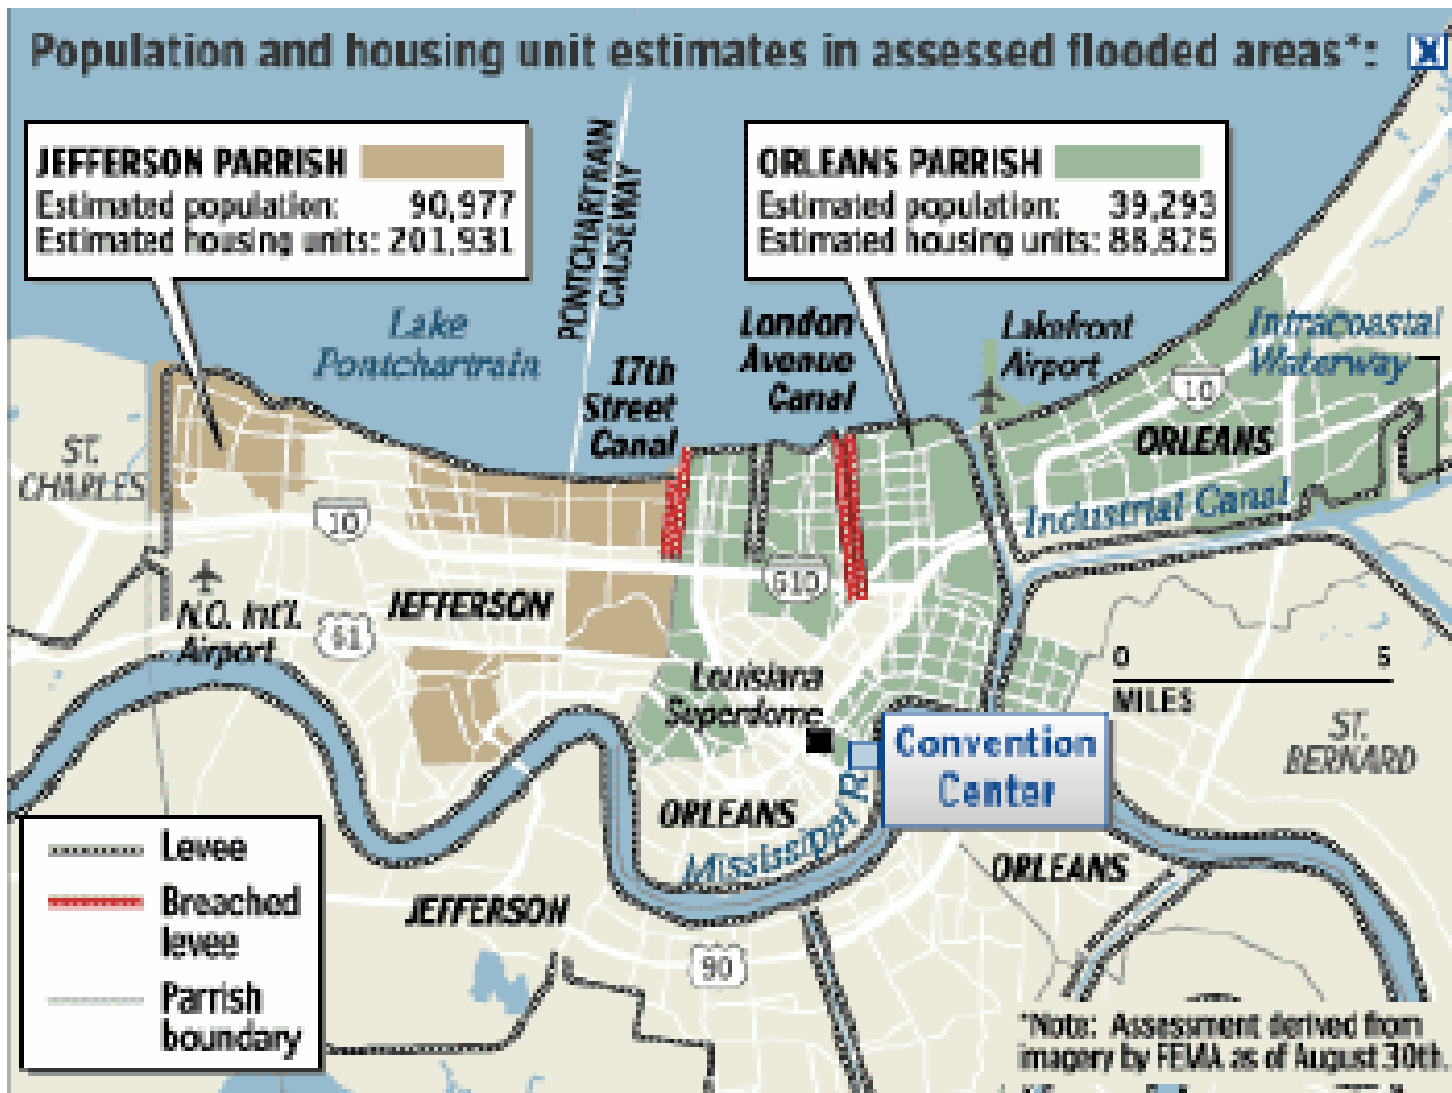 Population and housing unit estimates in assessed flooded areas*:
X
JEFFERSON PARRISH
Estimated population: 90,977
Estimated housing units: 201,931
ORLEANS PARRISH
Estimated population: 39,293
Estimated housing units: 88,825
PONTCHARTRAIN
CAUSEWAY
Lake
Pontchartrain
17th
Street
Canal
London
Avenue
Canal
Lakefront
Airport
Intracoastal
Waterway
10
ORLEANS
ST.
CHARLES
10
Industrial Canal
610
N.O. Int'l.
Airport
JEFFERSON
61
Louisiana
Superdome
0 5
MILES
ST.
BERNARD
Convention
Center
ORLEANS
Mississippi R.
ORLEANS
JEFFERSON
90
Levee
Breached
levee
Parrish
boundary
*Note: Assessment derived from
imagery by FEMA as of August 30th.